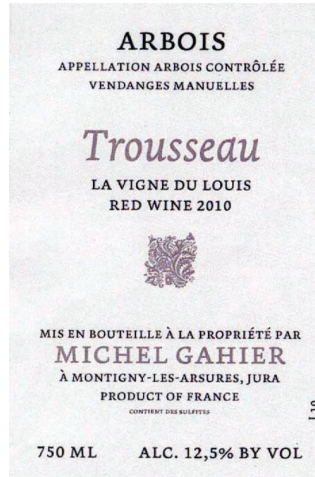 ARBOIS
APPELLATION ARBOIS CONTRÔLÉE
VENDANGES MANUELLES
Trousseau
LA VIGNE DU LOUIS
RED WINE 2010
MIS EN BOUTEILLE À LA PROPRIÉTÉ PAR
MICHEL GAHIER
À MONTIGNY-LES-ARSURES, JURA
PRODUCT OF FRANCE
CONTIENT DES SULFITES
750 ML ALC. 12,5% BY VOL